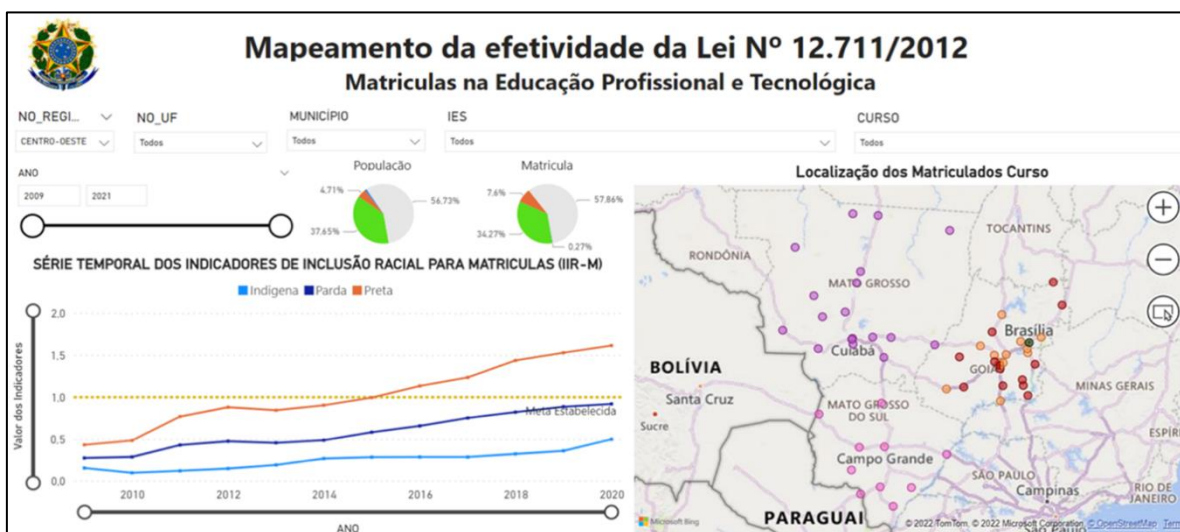 Mapeamento da efetividade da Lei Nº 12.711/2012
Matriculas na Educação Profissional e Tecnológica
NO_REGI...
NO_UF
MUNICÍPIO
IES
CURSO
CENTRO-OESTE
Todos
Todos
Todos
Todos
ANO
2009
2021
População
4.71%
56.73%
37.65%
Matricula
7.6%
57.86%
34.27%
0.27%
SÉRIE TEMPORAL DOS INDICADORES DE INCLUSÃO RACIAL PARA MATRICULAS (IIR-M)
Indigena
Parda
Preta
Valor dos Indicadores
2.0
1.5
1.0
0.5
0.0
Meta Estabelecida
2010
2012
2014
2016
2018
2020
ANO
Localização dos Matriculados Curso
TOCANTINS
RONDÔNIA
MATO GROSSO
Brasília
Cuiabá
GOIÁ
BOLÍVIA
Santa Cruz
MINAS GERAIS
Sucre
MATO GROSSO
DO SUL
ESPÍRI
Campo Grande
SÃO PAULO
RIO DE
JANEIRO
Campinas
PARAGUAI
São Paulo
Microsoft Bing
© 2022 TomTom, © 2022 Microsoft Corporation, © OpenStreetMap Term